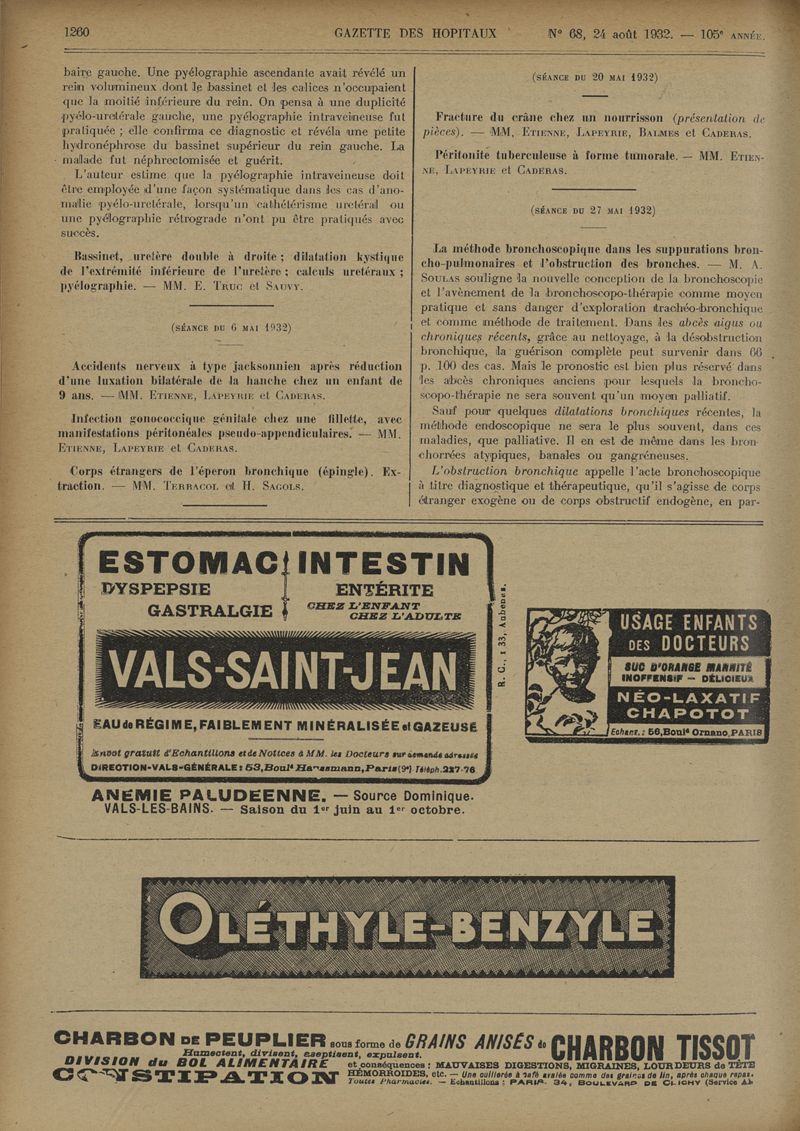 1260
GAZETTE DES HOPITAUX
N° 68, 24 août 1932. — 105e ANNÉE.
baire gauche. Une pyélographie ascendante avait révélé un
rein volumineux dont le bassinet et les calices n'occupaient
que la moitié inférieure du rein. On pensa à une duplicité
pyélo-urétérale gauche, une pyélographie intraveineuse fut
pratiquée ; elle confirma ce diagnostic et révéla une petite
hydronéphrose du bassinet supérieur du rein gauche. La
malade fut néphrectomisée et guérit.
L'auteur estime que la pyélographie intraveineuse doit
être employée d'une façon systématique dans les cas d'ano-
malie pyélo-urétérale, lorsqu'un cathétérisme urétéral ou
une pyélographie rétrograde n'ont pu être pratiqués avec
succès.
Bassinet, uretère double à droite ; dilatation kystique
de l'extrémité inférieure de l'uretère ; calculs urétéraux ;
pyélographie. — MM. E. TRUC et SAUVY.
(SÉANCE DU 6 MAI 1932)
Accidents nerveux à type jacksonnien après réduction
d'une luxation bilatérale de la hanche chez un enfant de
9 ans. — MM. ETIENNE, LAPEYRIE et CADERAS.
Infection gonococcique génitale chez une fillette, avec
manifestations péritonéales pseudo-appendiculaires. — MM.
ETIENNE, LAPEYRIE et CADERAS.
Corps étrangers de l'éperon bronchique (épingle). Ex-
traction. — MM. TERRACOL et H. SAGOLS.
(SÉANCE DU 20 MAI 1932)
Fracture du crâne chez un nourrisson (présentation de
pièces). — MM, ETIENNE, LAPEYRIE, BALMES et CADERAS.
Péritonite tuberculeuse à forme tumorale. — MM. ETIEN-
NE, LAPEYRIE et CADERAS.
(SÉANCE DU 27 MAI 1932)
La méthode bronchoscopique dans les suppurations bron-
cho-pulmonaires et l'obstruction des bronches. — M. A.
SOULAS souligne la nouvelle conception de la bronchoscopie
et l'avènement de la bronchoscopo-thérapie comme moyen
pratique et sans danger d'exploration trachéo-bronchique
et comme méthode de traitement. Dans les abcès aigus ou
chroniques récents, grâce au nettoyage, à la désobstruction
bronchique, la guérison complète peut survenir dans 66
p. 100 des cas. Mais le pronostic est bien plus réservé dans
les abcès chroniques anciens pour lesquels la broncho-
scopo-thérapie ne sera souvent qu'un moyen palliatif.
Sauf pour quelques dilatations bronchiques récentes, la
méthode endoscopique ne sera le plus souvent, dans ces
maladies, que palliative. Il en est de même dans les bron-
chorrées atypiques, banales ou gangréneuses.
L'obstruction bronchique appelle l'acte bronchoscopique
à titre diagnostique et thérapeutique, qu'il s'agisse de corps
étranger exogène ou de corps obstructif endogène, en par-
ESTOMAC INTESTIN
DYSPEPSIE ENTÉRITE
GASTRALGIE CHEZ L'ENFANT
CHEZ L'ADULTE
VALS-SAINT-JEAN
EAU de RÉGIME, FAIBLEMENT MINÉRALISÉE et GAZEUSE
Envoi gratuit d'Echantillons et de Notices à MM. les Docteurs sur demande adressée
DIRECTION-VALS-GÉNÉRALE : 53, Boulд Haussmann, Paris (9e) Téléph. 227-76
R. C., 1 33, Aubenas.
ANÉMIE PALUDÉENNE. — Source Dominique.
VALS-LES-BAINS. — Saison du 1er juin au 1er octobre.
USAGE ENFANTS
DES DOCTEURS
SUC D'ORANGE MANNITÉ
INOFFENSIF — DÉLICIEUX
NÉO-LAXATIF
CHAPOTOT
Echant. : 56, Bould Ornano, PARIS
OLÉTHYLE-BENZYLE
CHARBON DE PEUPLIER sous forme de GRAINS ANISÉS de CHARBON TISSOT
Humectent, divisent, aseptisent, expulsent.
DIVISION du BOL ALIMENTAIRE
CONSTIPATION
et conséquences : MAUVAISES DIGESTIONS, MIGRAINES, LOURDEURS de TÊTE
HÉMORROIDES, etc. — Une cuillerée à café avalée comme des graines de lin, après chaque repas.
Toutes Pharmacies. — Echantillons : PARIS. 34, BOULEVARD DE CLICHY (Service A)